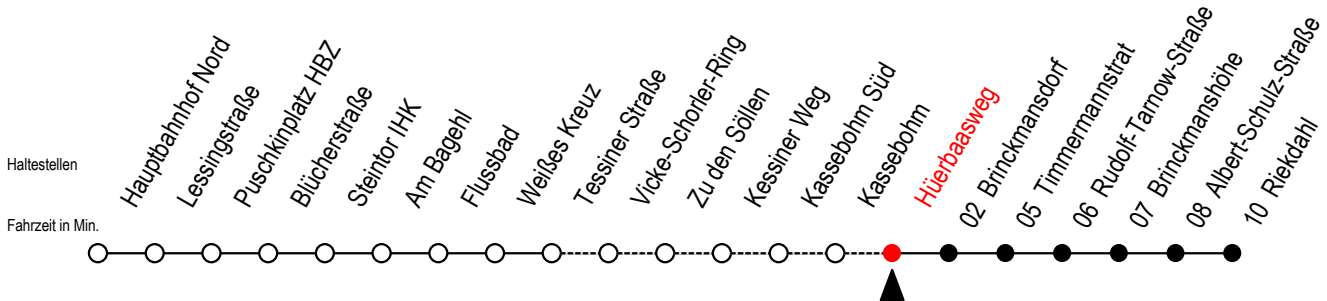 Haltestellen
Fahrzeit in Min.
Hauptbahnhof Nord
Lessingstraße
Puschkinplatz HBZ
Blücherstraße
Steintor IHK
Am Bagehl
Flussbad
Weißes Kreuz
Tessiner Straße
Vicke-Schorler-Ring
Zu den Söllen
Kessiner Weg
Kassebohm Süd
Kassebohm
Hüerbaasweg
02 Brinckmansdorf
05 Timmermannstrat
06 Rudolf-Tarnow-Straße
07 Brinckmanshöhe
08 Albert-Schulz-Straße
10 Riekdahl